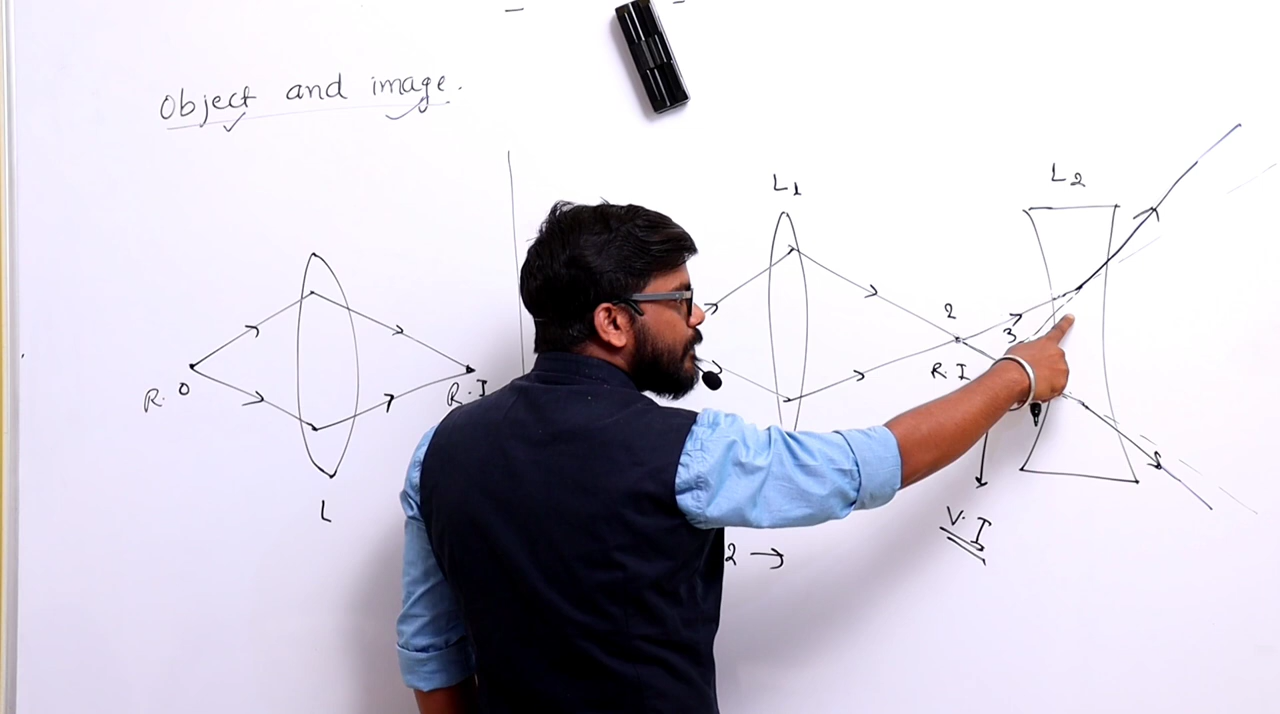 Object and image.
R.O
R.I
L
L1
2
3
R.I
L2
V.I
2 →